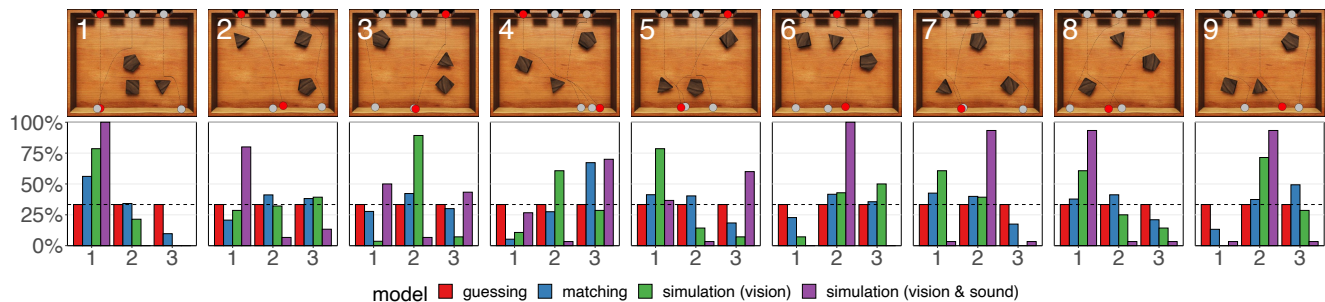 1 2 3 4 5 6 7 8 9
100%
75%
50%
25%
0%
1 2 3 1 2 3 1 2 3 1 2 3 1 2 3 1 2 3 1 2 3 1 2 3 1 2 3
model guessing matching simulation (vision) simulation (vision & sound)